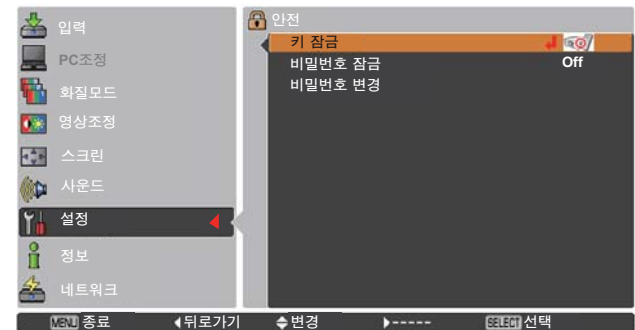 입력
PC조정
화질모드
영상조정
스크린
사운드
설정
정보
네트워크
안전
키 잠금
비밀번호 잠금 Off
비밀번호 변경
MENU 종료 뒤로가기 변경 ----- SELECT 선택